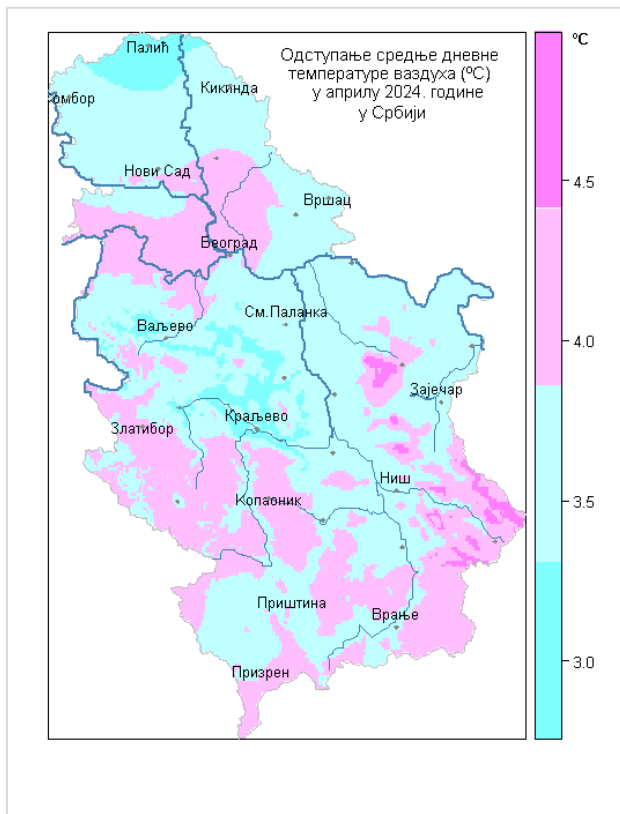 Одступање средње дневне
температуре ваздуха (ºC)
у априлу 2024. године
у Србији
ºC
4.5
4.0
3.5
3.0
Палић
Кикинда
Сомбор
Нови Сад
Вршац
Београд
См.Паланка
Ваљево
Зајечар
Краљево
Златибор
Ниш
Копаоник
Приштина
Врање
Призрен